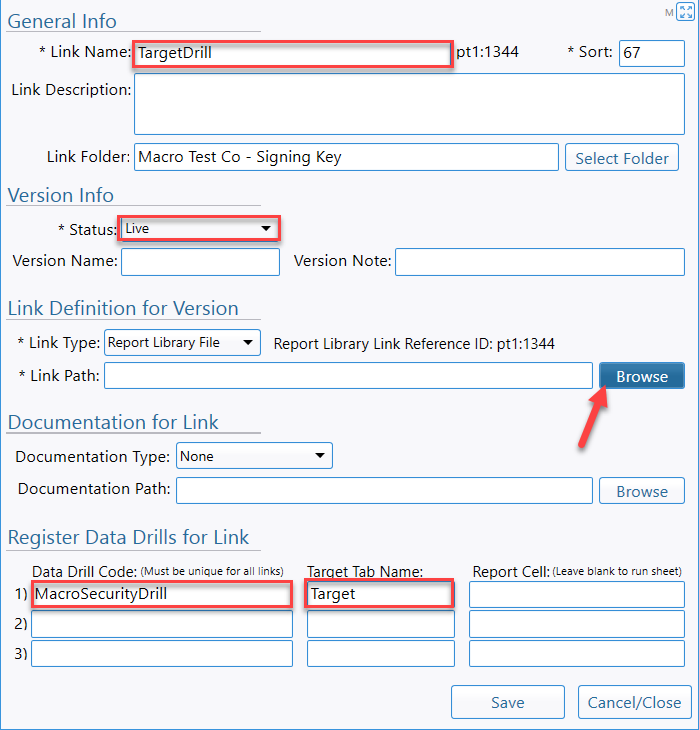 General Info
M
* Link Name: TargetDrill pt1:1344 * Sort: 67
Link Description:
Link Folder: Macro Test Co - Signing Key Select Folder
Version Info
* Status: Live
Version Name: Version Note:
Link Definition for Version
* Link Type: Report Library File Report Library Link Reference ID: pt1:1344
* Link Path: Browse
Documentation for Link
Documentation Type: None
Documentation Path: Browse
Register Data Drills for Link
Data Drill Code: (Must be unique for all links) Target Tab Name: Report Cell: (Leave blank to run sheet)
1) MacroSecurityDrill Target
2)
3)
Save Cancel/Close